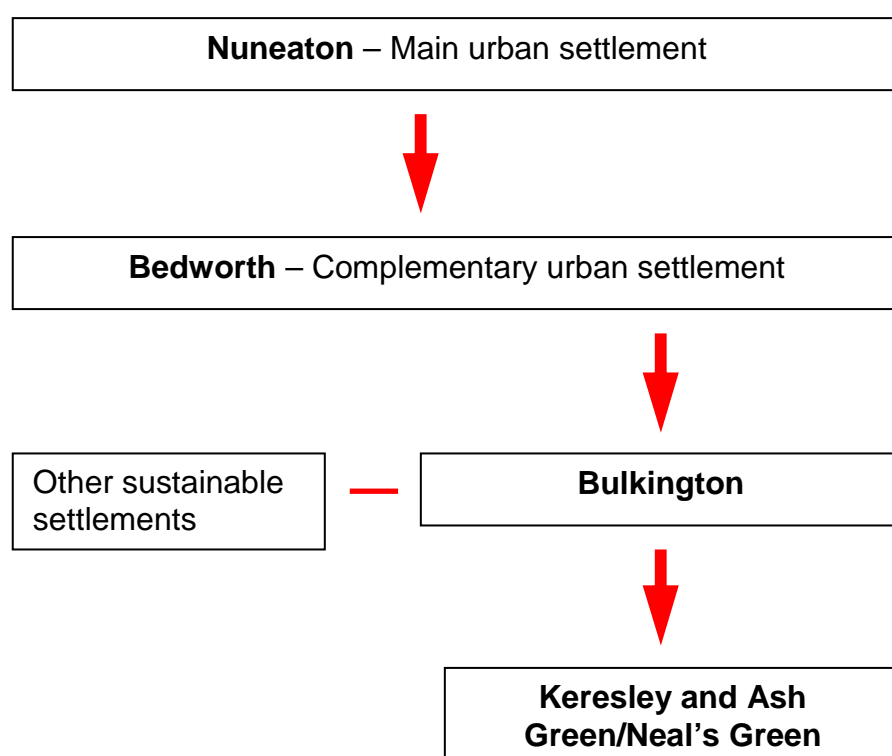 Nuneaton – Main urban settlement
Bedworth – Complementary urban settlement
Other sustainable
settlements
Bulkington
Keresley and Ash
Green/Neal's Green